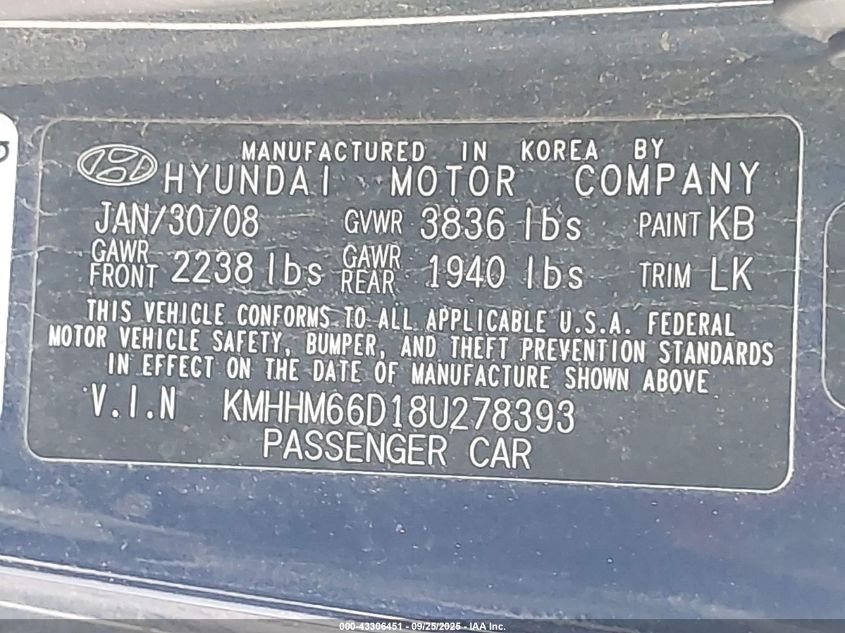 MANUFACTURED IN KOREA BY
HYUNDAI MOTOR COMPANY
JAN/30/08 GVWR 3836 lbs PAINT KB
GAWR FRONT 2238 lbs GAWR REAR 1940 lbs TRIM LK
THIS VEHICLE CONFORMS TO ALL APPLICABLE U.S.A. FEDERAL
MOTOR VEHICLE SAFETY, BUMPER, AND THEFT PREVENTION STANDARDS
IN EFFECT ON THE DATE OF MANUFACTURE SHOWN ABOVE
V.I.N KMHHM66D18U278393
PASSENGER CAR
000-43306451 - 09/25/2025 - IAA Inc.